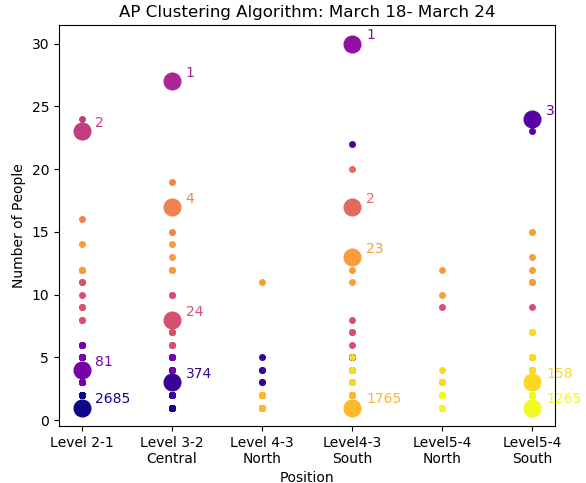 AP Clustering Algorithm: March 18- March 24
Number of People
30
25
20
15
10
5
0
1
1
2
3
4
2
23
24
81
374
158
2685
1765
1265
Level 2-1
Level 3-2
Central
Level 4-3
North
Level4-3
South
Level5-4
North
Level5-4
South
Position